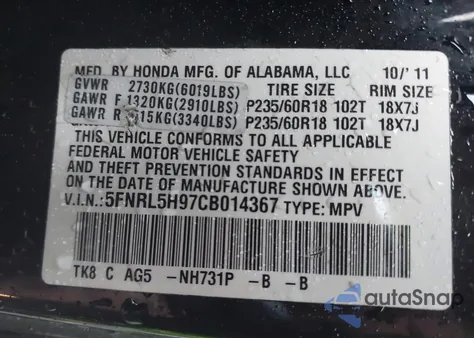 MFD. BY HONDA MFG. OF ALABAMA, LLC 10/'11
GVWR 2730KG(6019LBS) TIRE SIZE RIM SIZE
GAWR F 1320KG(2910LBS) P235/60R18 102T 18X7J
GAWR R 1515KG(3340LBS) P235/60R18 102T 18X7J
THIS VEHICLE CONFORMS TO ALL APPLICABLE
FEDERAL MOTOR VEHICLE SAFETY
AND THEFT PREVENTION STANDARDS IN EFFECT
ON THE DATE OF MANUFACTURE SHOWN ABOVE.
V.I.N.: 5FNRL5H97CB014367 TYPE: MPV
TK8 C AG5 -NH731P -B -B
autoSnap